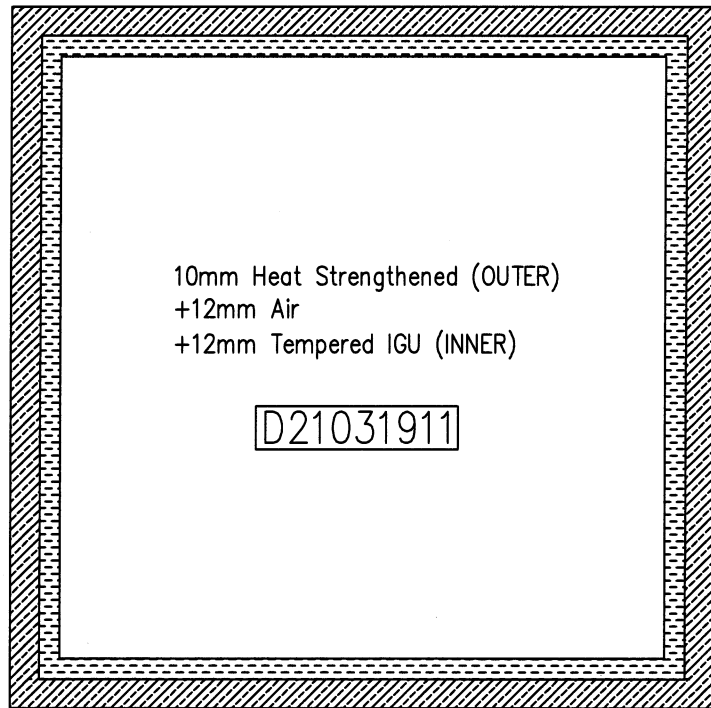 10mm Heat Strengthened (OUTER)
+12mm Air
+12mm Tempered IGU (INNER)
D21031911